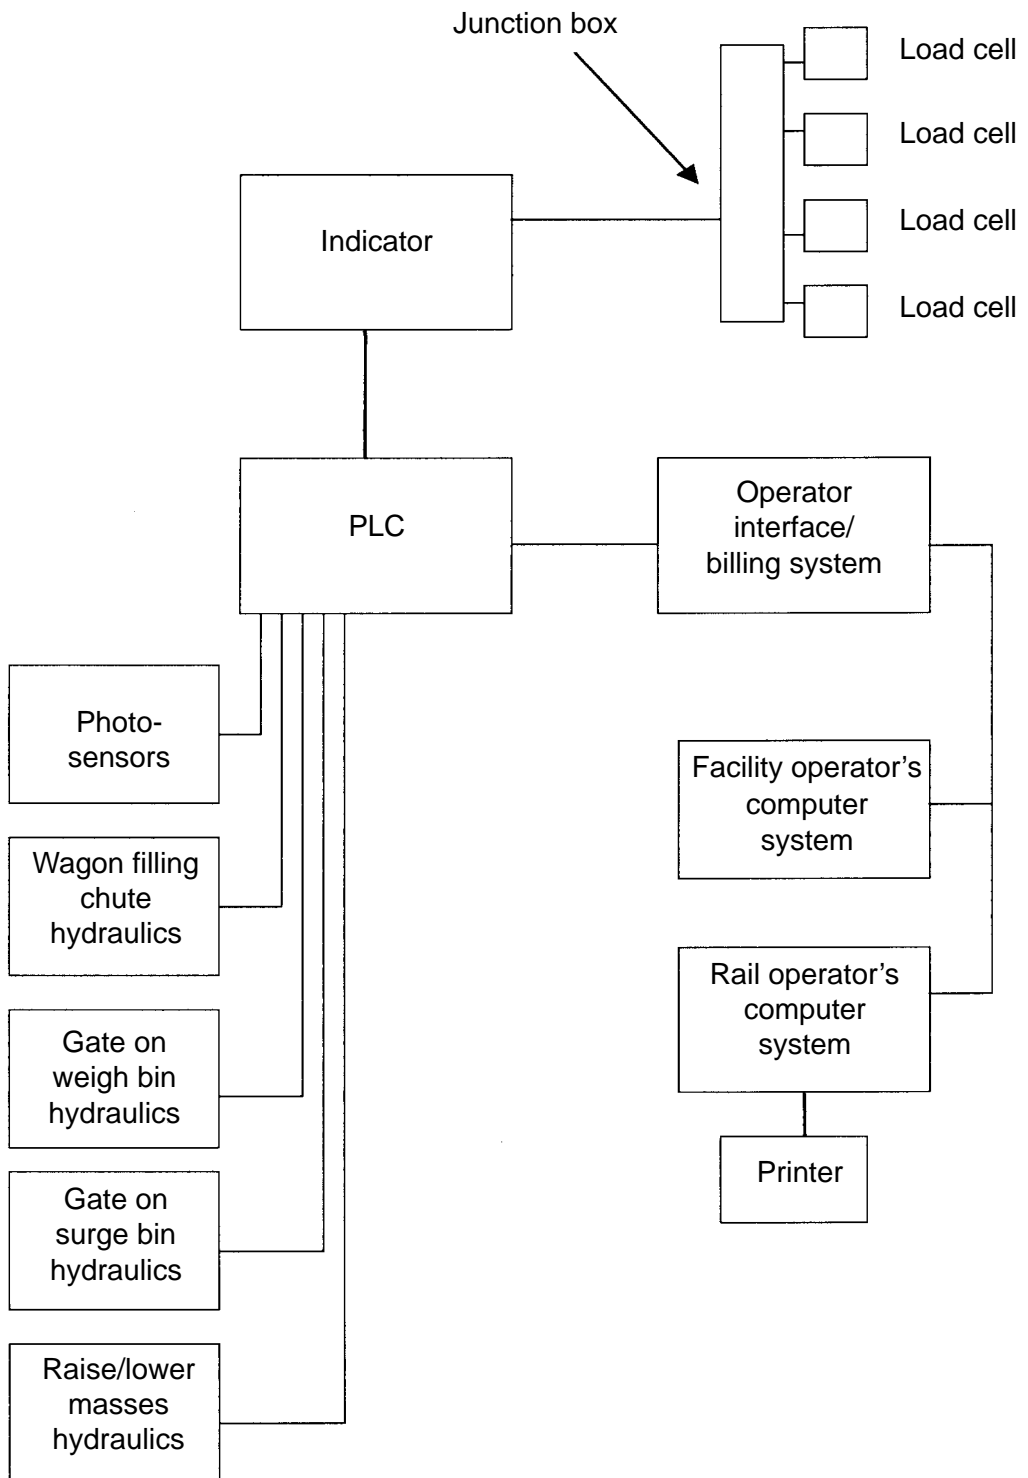 Junction box
Load cell
Load cell
Load cell
Load cell
Indicator
PLC
Operator
interface/
billing system
Photo-
sensors
Wagon filling
chute
hydraulics
Gate on
weigh bin
hydraulics
Gate on
surge bin
hydraulics
Raise/lower
masses
hydraulics
Facility operator’s
computer
system
Rail operator’s
computer
system
Printer